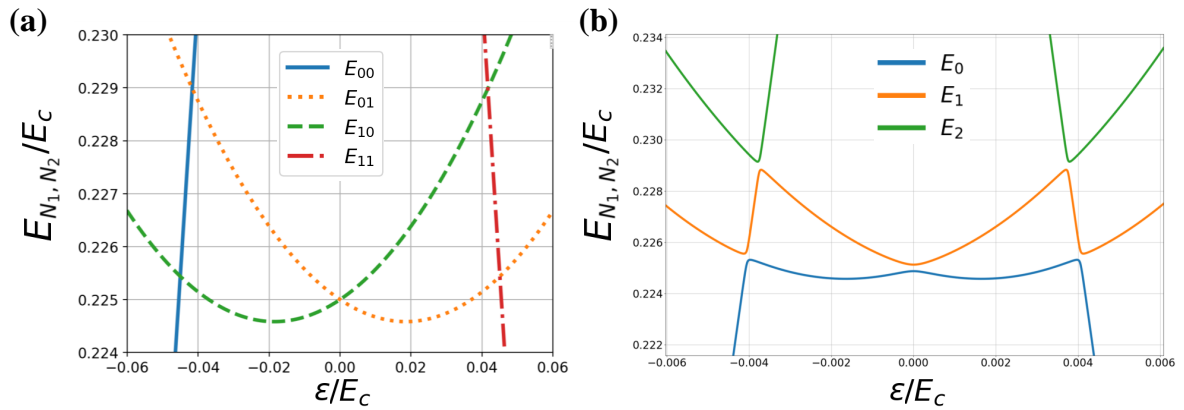 (a)
0.230
0.229
0.228
0.227
0.226
0.225
0.224
E_{N_1, N_2}/E_c
E_{00}
E_{01}
E_{10}
E_{11}
−0.06 −0.04 −0.02 0.00 0.02 0.04 0.06
ε/E_c
(b)
0.234
0.232
0.230
0.228
0.226
0.224
0.222
E_{N_1, N_2}/E_c
E_0
E_1
E_2
−0.006 −0.004 −0.002 0.000 0.002 0.004 0.006
ε/E_c